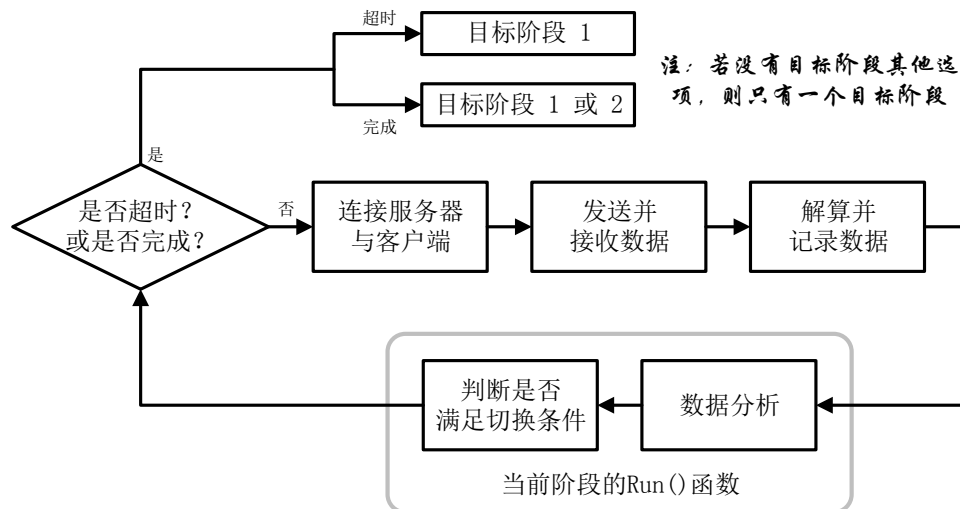 超时
目标阶段 1
注：若没有目标阶段其他选
项，则只有一个目标阶段
目标阶段 1 或 2
完成
是
是否超时？
或是否完成？
否
连接服务器
与客户端
发送并
接收数据
解算并
记录数据
判断是否
满足切换条件
数据分析
当前阶段的Run()函数